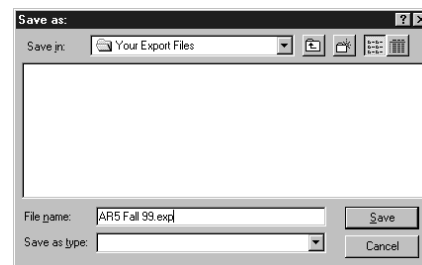 Save as:
Save in: Your Export Files
File name: AR5 Fall 99.exp
Save
Save as type:
Cancel